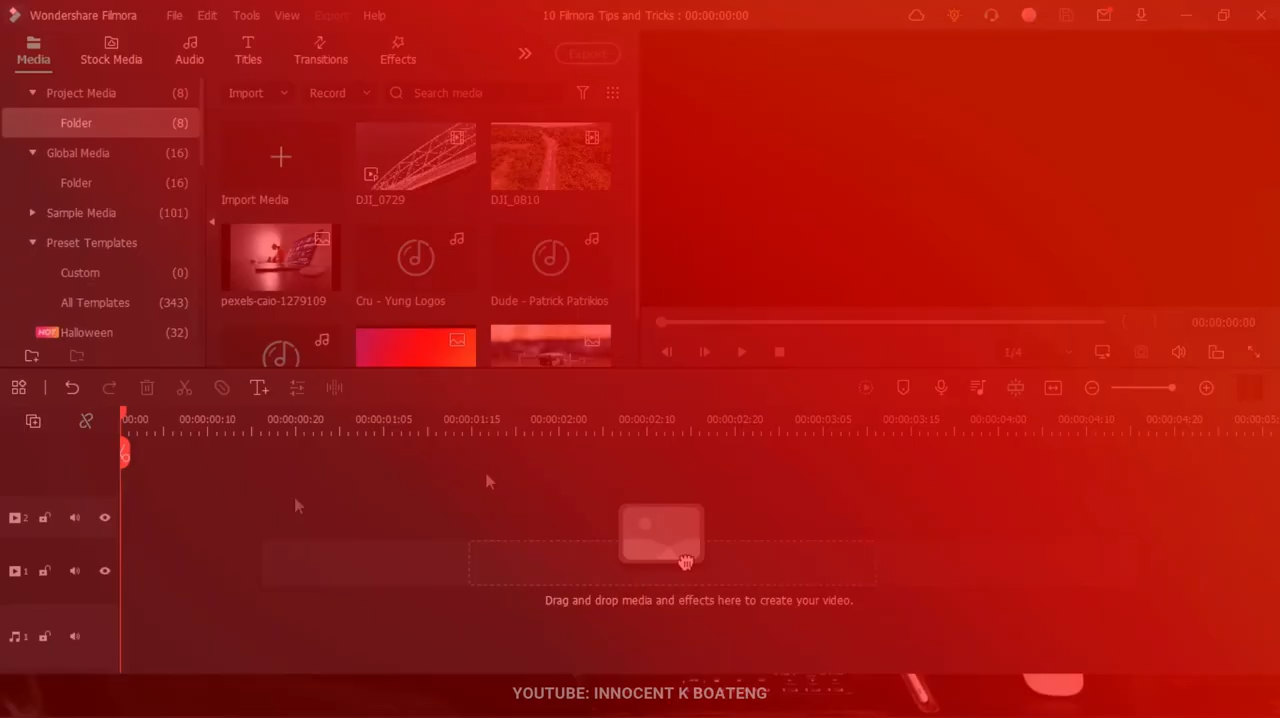 Wondershare Filmora
File Edit Tools View Export Help
10 Filmora Tips and Tricks : 00:00:00:00
Media
Stock Media
Audio
Titles
Transitions
Effects
Export
Project Media (8)
Folder (8)
Global Media (16)
Folder (16)
Sample Media (101)
Preset Templates
Custom (0)
All Templates (343)
HOT Halloween (32)
Import
Record
Search media
Import Media
DJI_0729
DJI_0810
pexels-caio-1279109
Cru - Yung Logos
Dude - Patrick Patrikios
00:00:00:00
1/4
00:00 00:00:00:10 00:00:00:20 00:00:01:05 00:00:01:15 00:00:02:00 00:00:02:10 00:00:02:20 00:00:03:05 00:00:03:15 00:00:04:00 00:00:04:10 00:00:04:20 00:00:05:
2
1
1
Drag and drop media and effects here to create your video.
YOUTUBE: INNOCENT K BOATENG